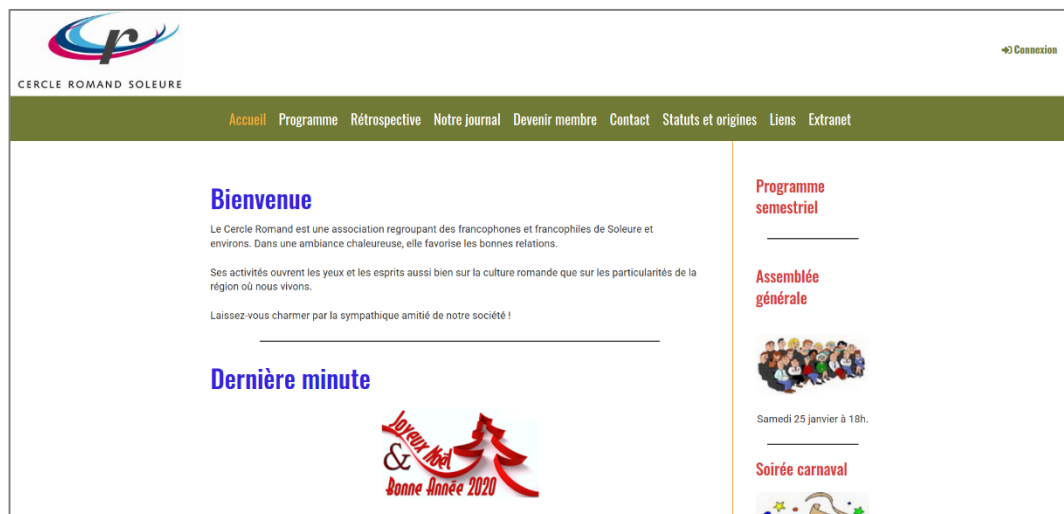 CERCLE ROMAND SOLEURE
Connexion
Accueil Programme Rétrospective Notre journal Devenir membre Contact Statuts et origines Liens Extranet
Bienvenue
Le Cercle Romand est une association regroupant des francophones et francophiles de Soleure et
environs. Dans une ambiance chaleureuse, elle favorise les bonnes relations.
Ses activités ouvrent les yeux et les esprits aussi bien sur la culture romande que sur les particularités de la
région où nous vivons.
Laissez-vous charmer par la sympathique amitié de notre société !
Dernière minute
Joyeux Noël
&
Bonne Année 2020
Programme
semestriel
Assemblée
générale
Samedi 25 janvier à 18h.
Soirée carnaval